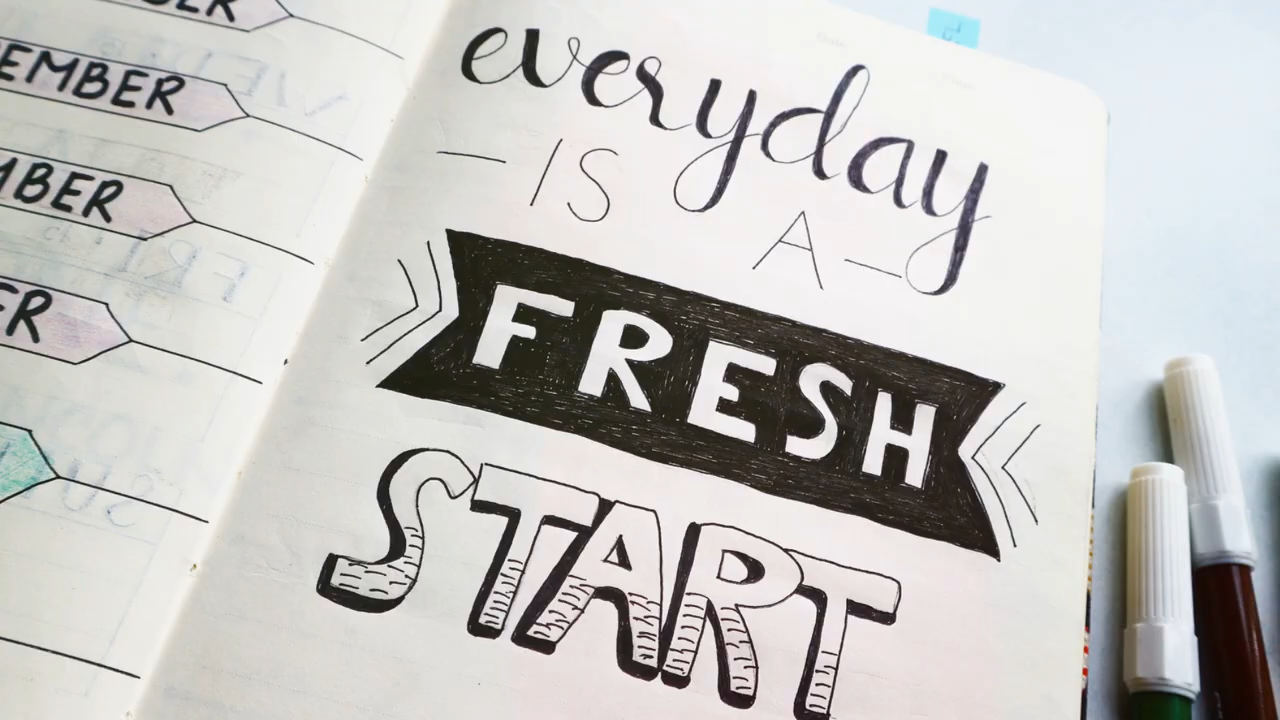 EMBER
MBER
ER
everyday
— IS A —
FRESH
START